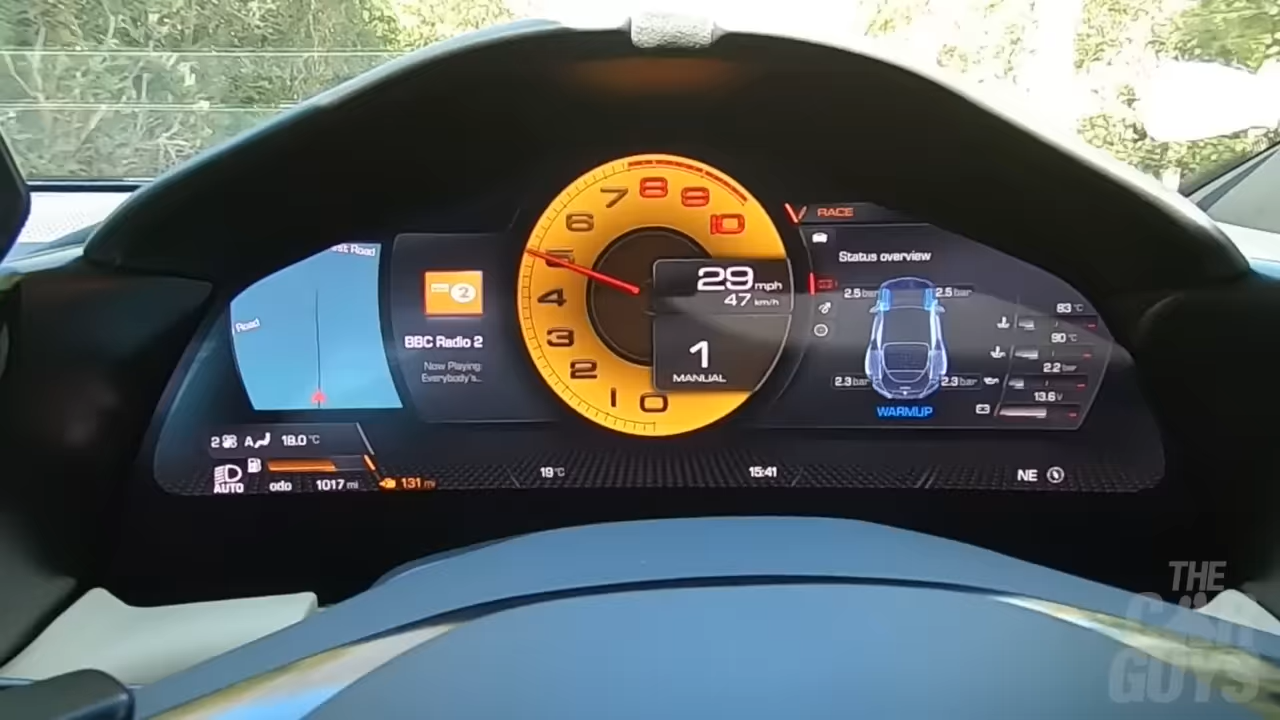 st Road
Road
2
BBC Radio 2
Now Playing:
Everybody's...
0
1
2
3
4
5
6
7
8
9
10
29 mph
47 km/h
1
MANUAL
RACE
Status overview
2.5 bar
2.5 bar
2.3 bar
2.3 bar
WARMUP
83 °C
90 °C
2.2 bar
13.6 V
2 A 18.0 °C
AUTO
odo 1017 mi
131 mi
19 °C
15:41
NE
THE
CAR
GUYS